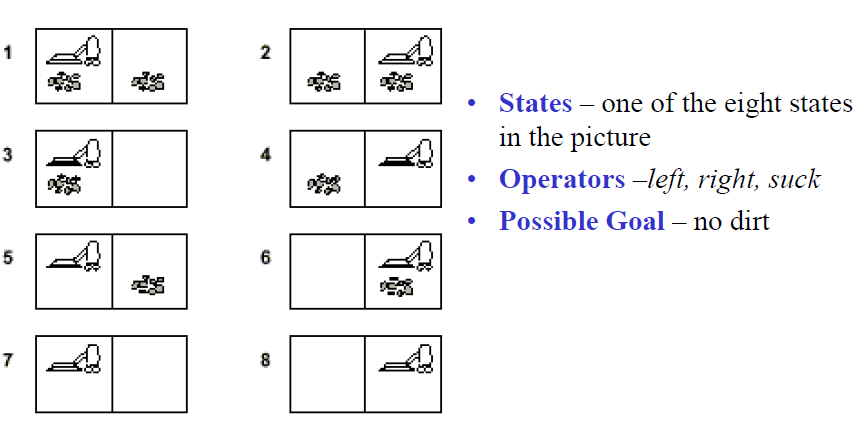 1
2
3
4
5
6
7
8
• States – one of the eight states
in the picture
• Operators –left, right, suck
• Possible Goal – no dirt